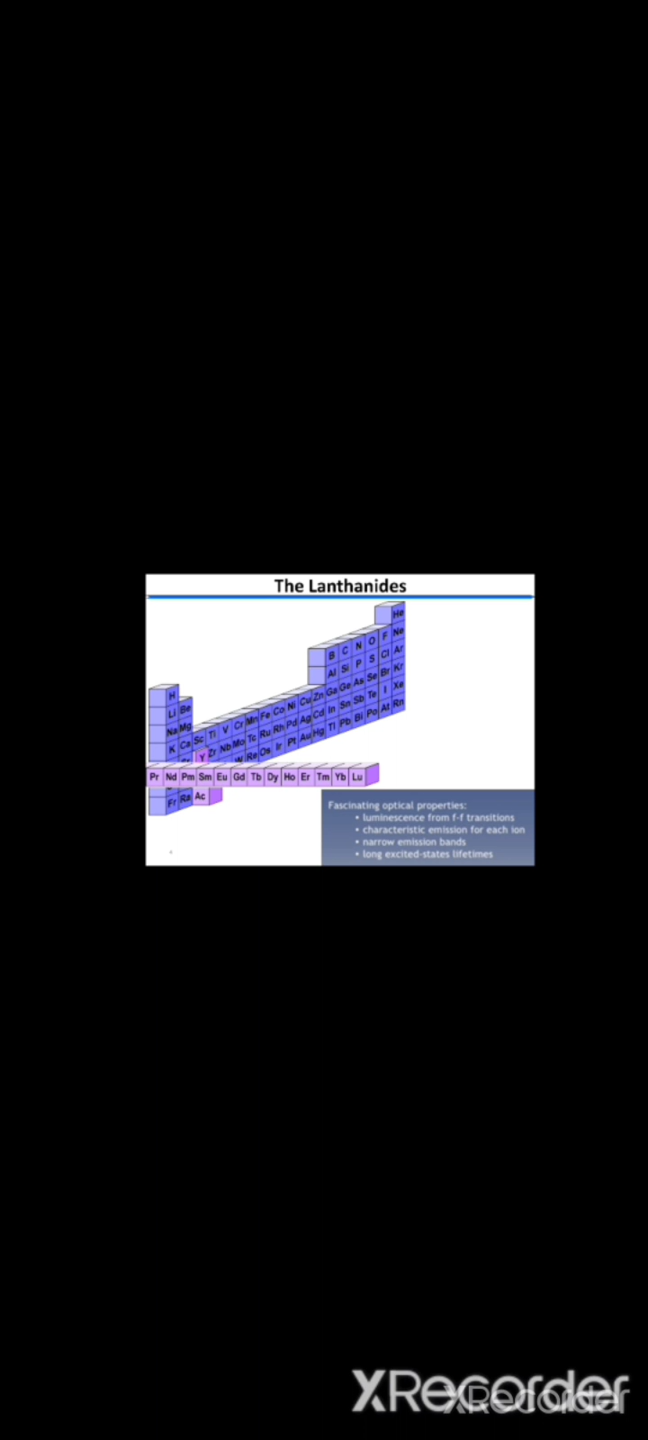 The Lanthanides
He
B C N O F Ne
H
Al Si P S Cl Ar
Li Be
Zn Ga Ge As Se Br Kr
Na Mg
Sc Ti V Cr Mn Fe Co Ni Cu
K Ca
Y Zr Nb Mo Tc Ru Rh Pd Ag Cd In Sn Sb Te I Xe
W Re Os Ir Pt Au Hg Tl Pb Bi Po At Rn
Pr Nd Pm Sm Eu Gd Tb Dy Ho Er Tm Yb Lu
Fr Ra Ac
Fascinating optical properties:
• luminescence from f-f transitions
• characteristic emission for each ion
• narrow emission bands
• long excited-states lifetimes
XRecorder
XRecorder